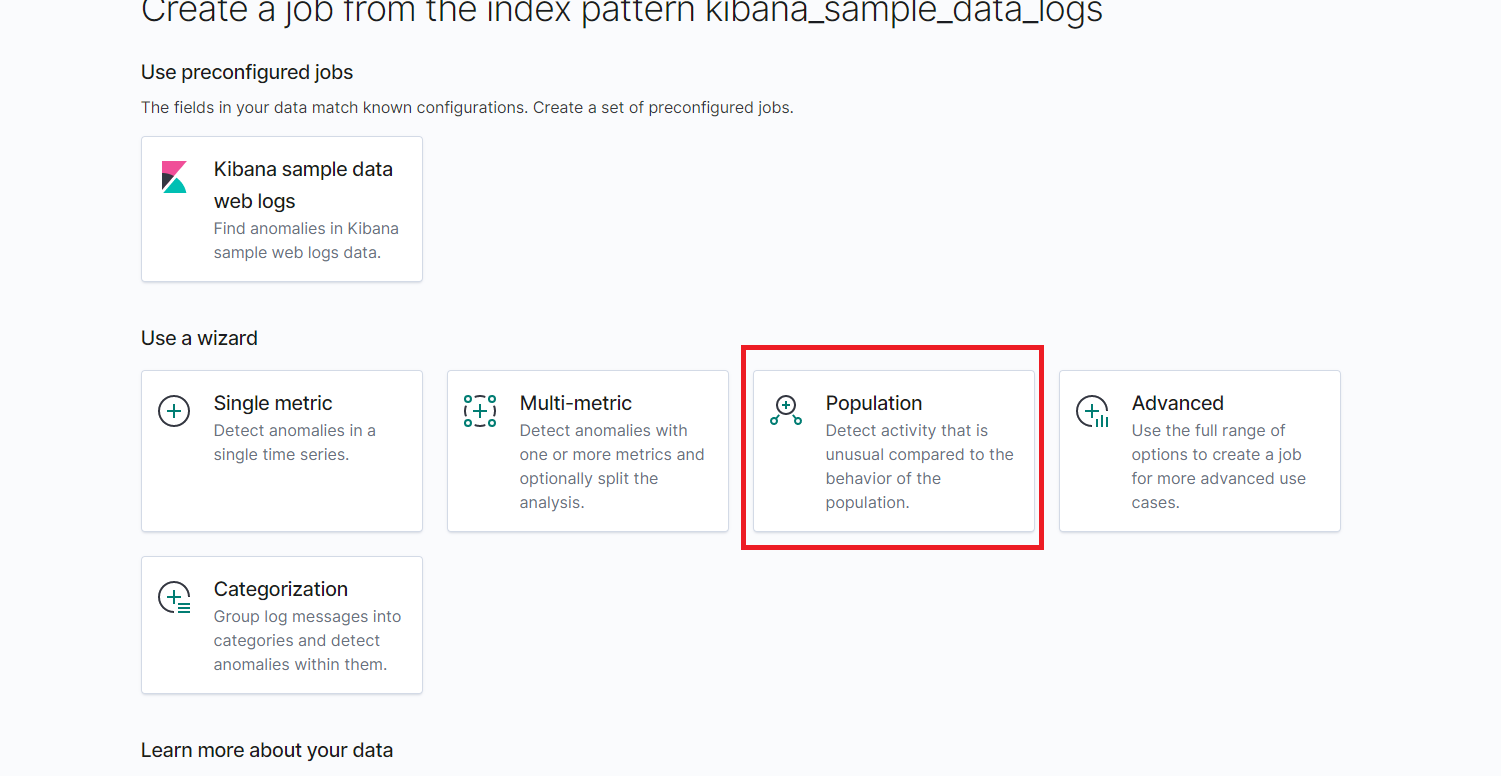 Create a job from the index pattern kibana_sample_data_logs
Use preconfigured jobs
The fields in your data match known configurations. Create a set of preconfigured jobs.
Kibana sample data
web logs
Find anomalies in Kibana
sample web logs data.
Use a wizard
Single metric
Detect anomalies in a
single time series.
Multi-metric
Detect anomalies with
one or more metrics and
optionally split the
analysis.
Population
Detect activity that is
unusual compared to the
behavior of the
population.
Advanced
Use the full range of
options to create a job
for more advanced use
cases.
Categorization
Group log messages into
categories and detect
anomalies within them.
Learn more about your data